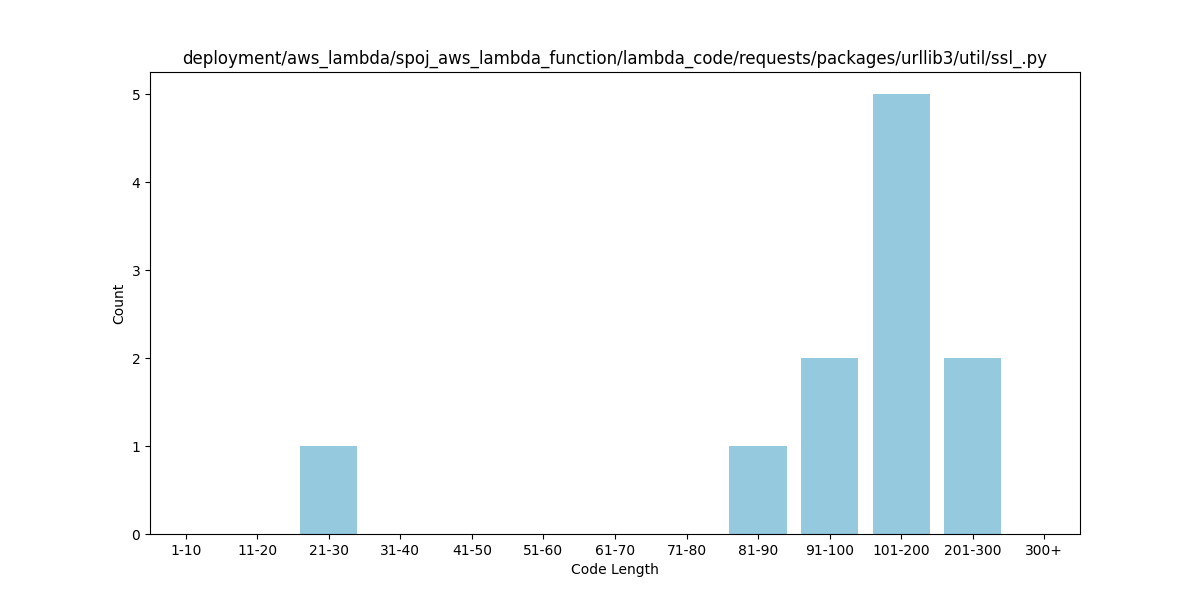 deployment/aws_lambda/spoj_aws_lambda_function/lambda_code/requests/packages/urllib3/util/ssl_.py
5
4
3
2
1
0
Count
1-10 11-20 21-30 31-40 41-50 51-60 61-70 71-80 81-90 91-100 101-200 201-300 300+
Code Length